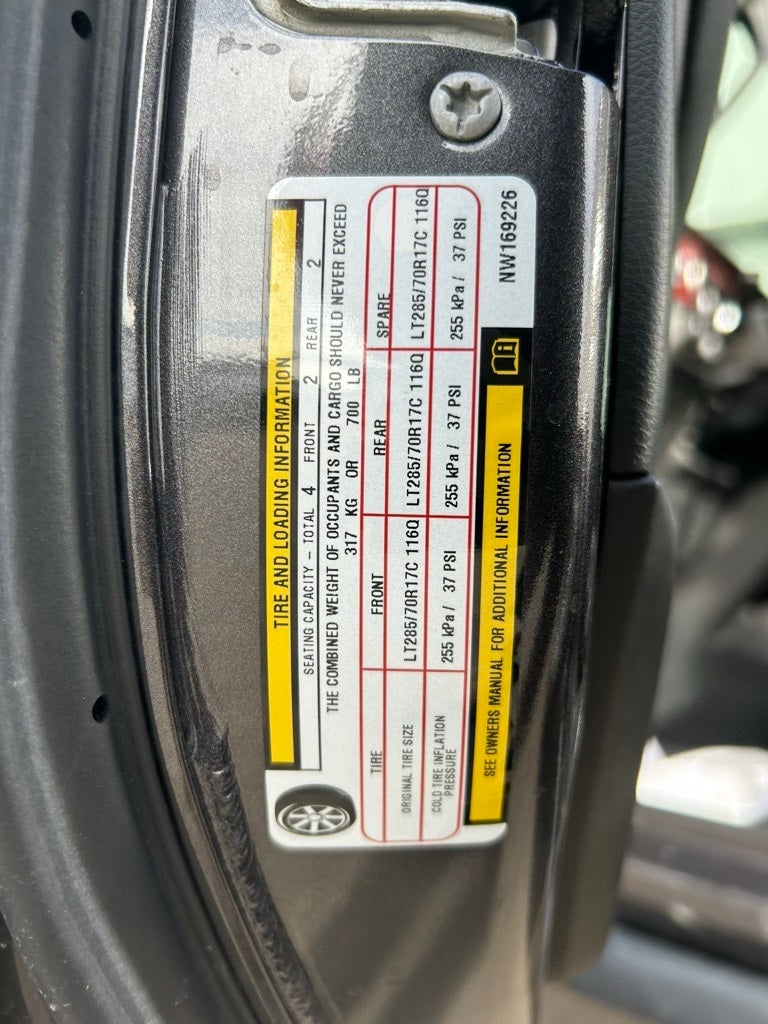 TIRE AND LOADING INFORMATION
SEATING CAPACITY – TOTAL 4 FRONT 2 REAR 2
THE COMBINED WEIGHT OF OCCUPANTS AND CARGO SHOULD NEVER EXCEED
317 KG OR 700 LB
TIRE FRONT REAR SPARE
ORIGINAL TIRE SIZE LT285/70R17C 116Q LT285/70R17C 116Q LT285/70R17C 116Q
COLD TIRE INFLATION PRESSURE 255 kPa / 37 PSI 255 kPa / 37 PSI 255 kPa / 37 PSI
SEE OWNERS MANUAL FOR ADDITIONAL INFORMATION
NW169226